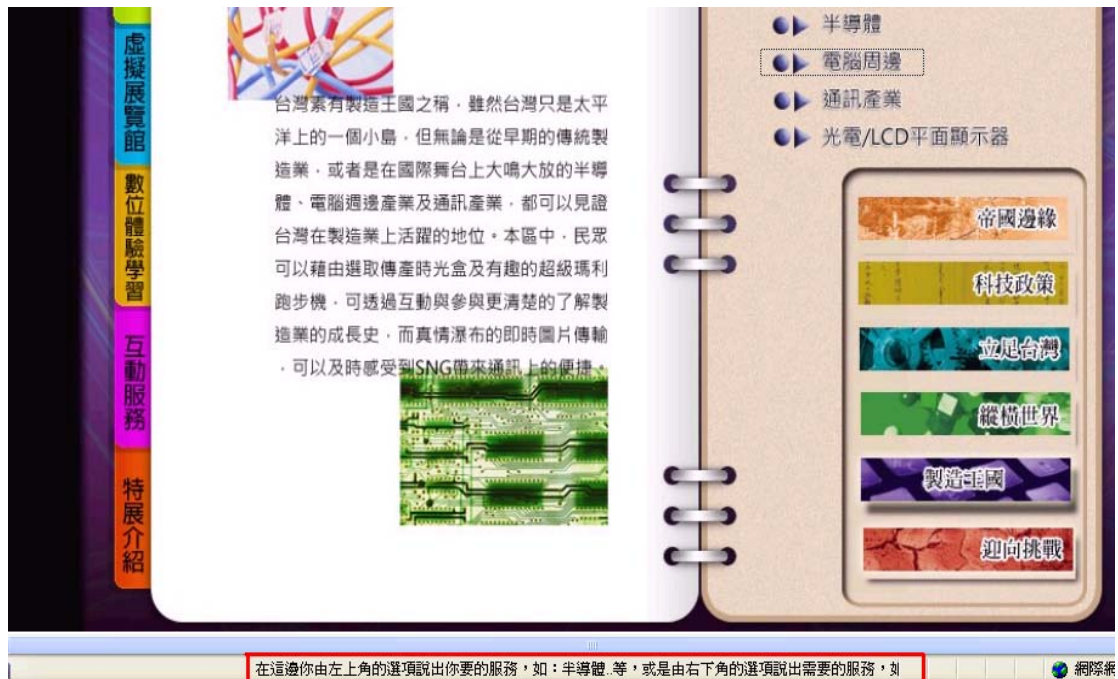 虛擬展覽館
數位體驗學習
互動服務
特展介紹
台灣素有製造王國之稱，雖然台灣只是太平
洋上的一個小島，但無論是從早期的傳統製
造業，或者是在國際舞台上大鳴大放的半導
體、電腦週邊產業及通訊產業，都可以見證
台灣在製造業上活躍的地位。本區中，民眾
可以藉由選取傳產時光盒及有趣的超級瑪利
跑步機，可透過互動與參與更清楚的了解製
造業的成長史，而真情瀑布的即時圖片傳輸
，可以及時感受到SNG帶來通訊上的便捷。
半導體
電腦周邊
通訊產業
光電/LCD平面顯示器
帝國邊緣
科技政策
立足台灣
縱橫世界
製造王國
迎向挑戰
在這邊你由左上角的選項說出你要的服務，如：半導體..等，或是由右下角的選項說出需要的服務，如
網際網